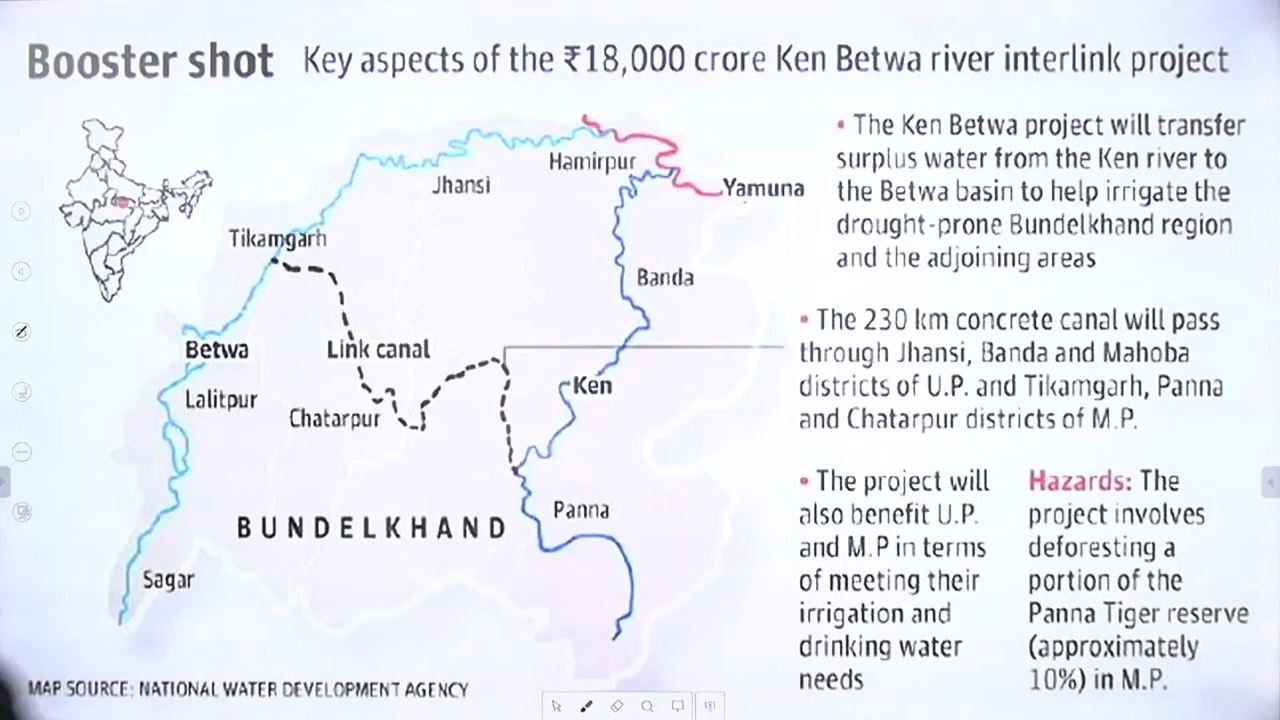 Booster shot Key aspects of the ₹18,000 crore Ken Betwa river interlink project
Hamirpur
Jhansi
Yamuna
Tikamgarh
Banda
Betwa
Link canal
Lalitpur
Ken
Chatarpur
Panna
BUNDELKHAND
Sagar
MAP SOURCE: NATIONAL WATER DEVELOPMENT AGENCY
• The Ken Betwa project will transfer
surplus water from the Ken river to
the Betwa basin to help irrigate the
drought-prone Bundelkhand region
and the adjoining areas
• The 230 km concrete canal will pass
through Jhansi, Banda and Mahoba
districts of U.P. and Tikamgarh, Panna
and Chatarpur districts of M.P.
• The project will
also benefit U.P.
and M.P in terms
of meeting their
irrigation and
drinking water
needs
Hazards: The
project involves
deforesting a
portion of the
Panna Tiger reserve
(approximately
10%) in M.P.